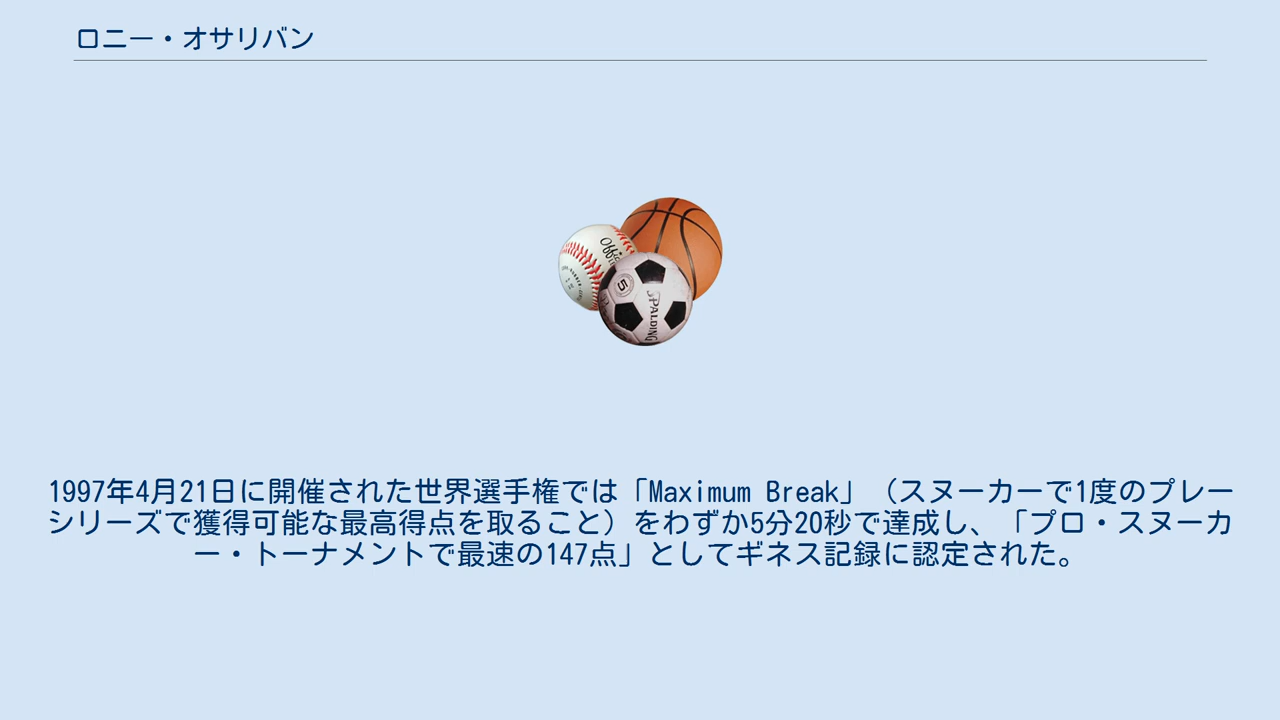 ロニー・オサリバン
Offici
5
SPALDING
1997年4月21日に開催された世界選手権では「Maximum Break」（スヌーカーで1度のプレー
シリーズで獲得可能な最高得点を取ること）をわずか5分20秒で達成し、「プロ・スヌーカ
ー・トーナメントで最速の147点」としてギネス記録に認定された。